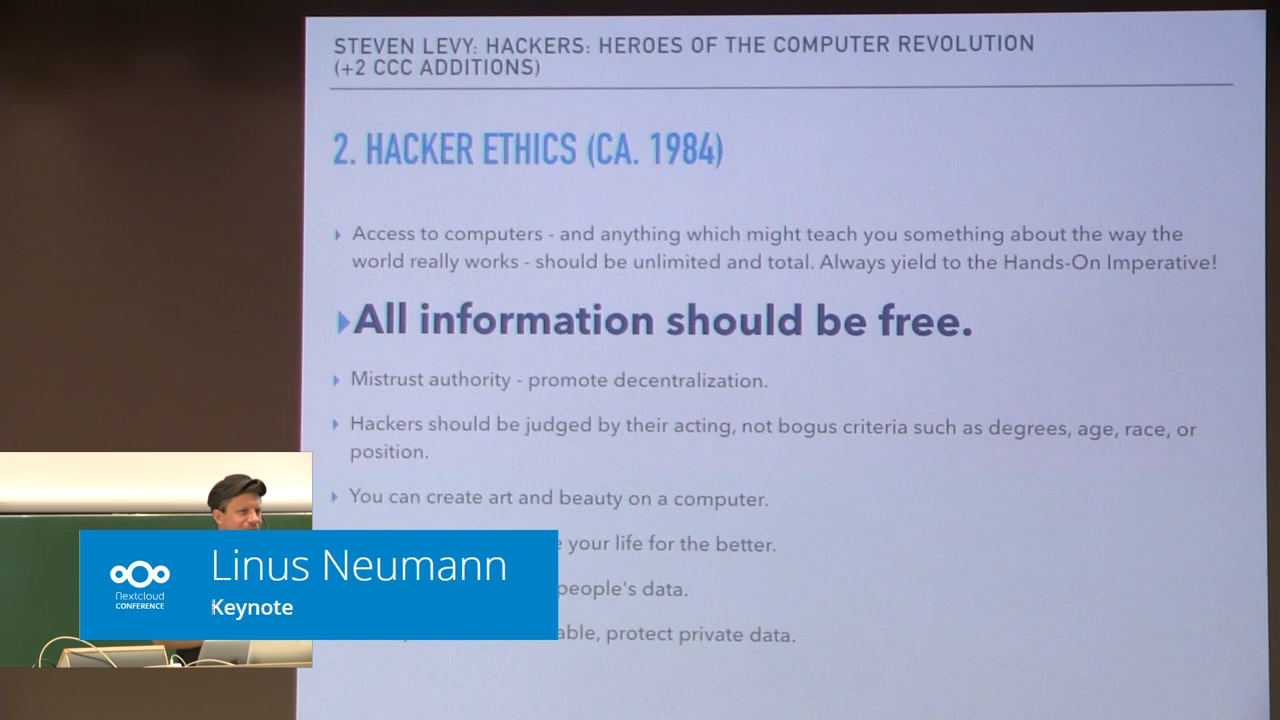 STEVEN LEVY: HACKERS: HEROES OF THE COMPUTER REVOLUTION
(+2 CCC ADDITIONS)
2. HACKER ETHICS (CA. 1984)
Access to computers - and anything which might teach you something about the way the
world really works - should be unlimited and total. Always yield to the Hands-On Imperative!
All information should be free.
Mistrust authority - promote decentralization.
Hackers should be judged by their acting, not bogus criteria such as degrees, age, race, or
position.
You can create art and beauty on a computer.
your life for the better.
people's data.
able, protect private data.
Linus Neumann
Keynote
Nextcloud
CONFERENCE